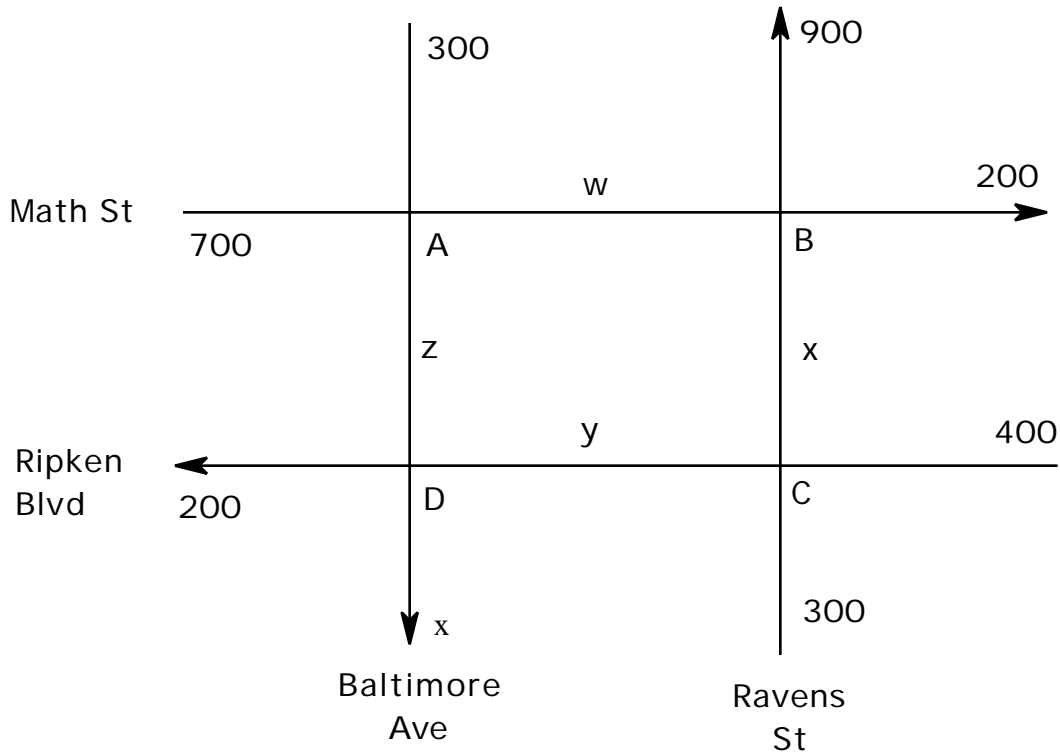 300
900
w
200
Math St
700
A
B
z
x
y
400
Ripken
Blvd
200
D
C
300
x
Baltimore
Ave
Ravens
St